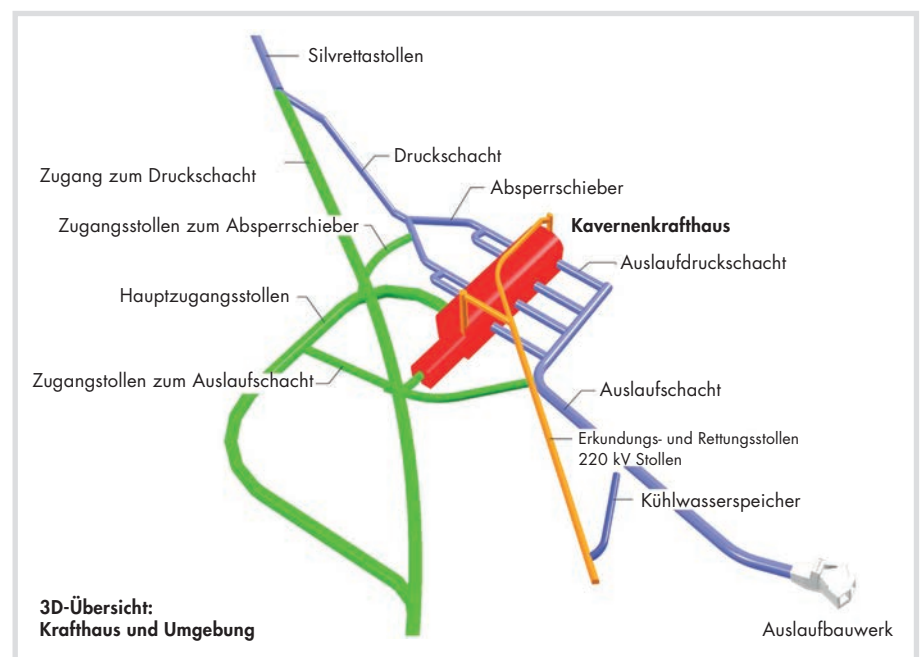 Silvrettastollen
Druckschacht
Zugang zum Druckschacht
Absperrschieber
Zugangsstollen zum Absperrschieber
Kavernenkrafthaus
Auslaufdruckschacht
Hauptzugangsstollen
Zugangstollen zum Auslaufschacht
Auslaufschacht
Erkundungs- und Rettungsstollen
220 kV Stollen
Kühlwasserspeicher
3D-Übersicht:
Krafthaus und Umgebung
Auslaufbauwerk